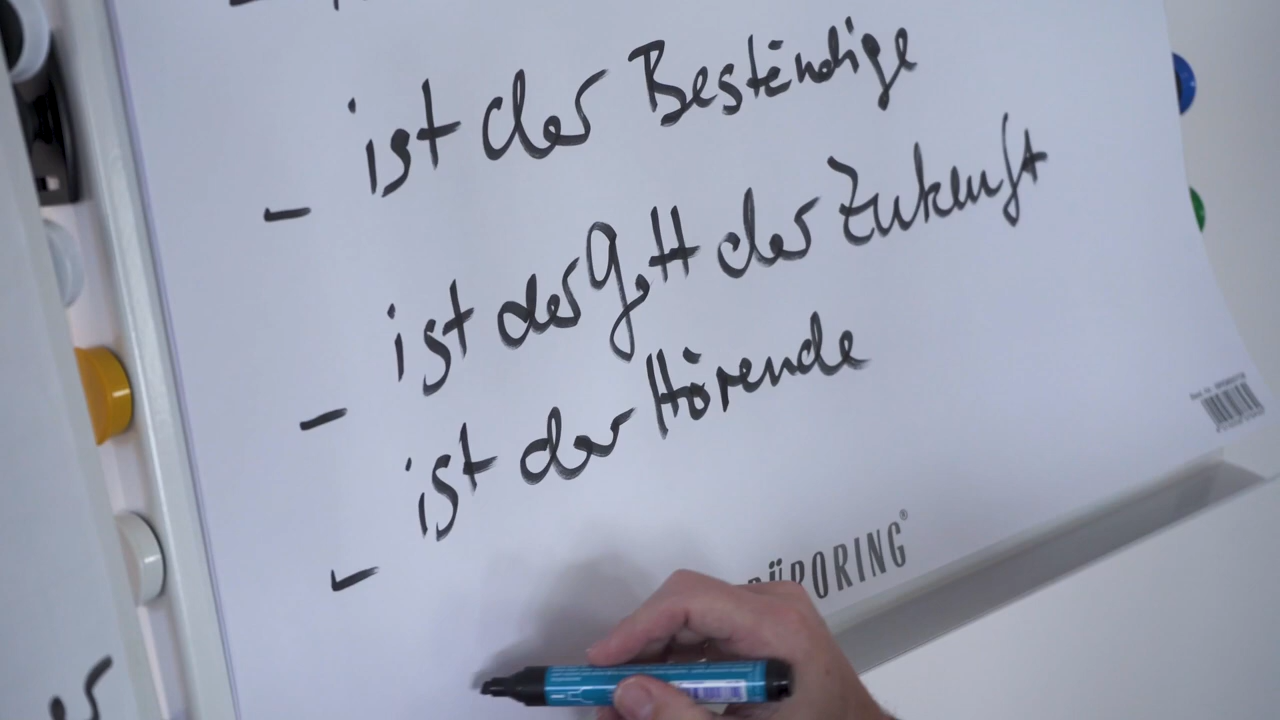 - ist der Beständige
- ist der Gott der Zukunft
- ist der Hörende
-
BÜRORING®